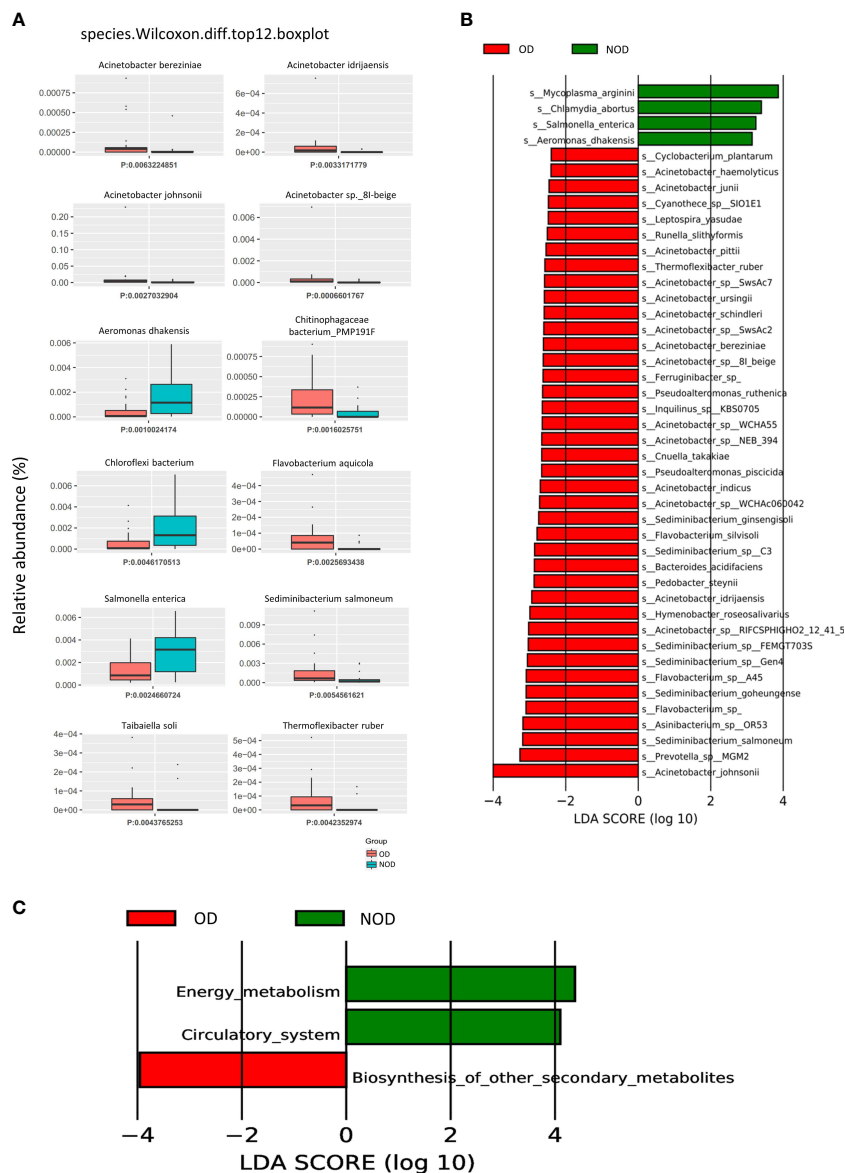 A
species.Wilcoxon.diff.top12.boxplot
Relative abundance (%)
Acinetobacter bereziniae
0.00075
0.00050
0.00025
0.00000
P:0.0063224851
Acinetobacter idrijaensis
6e-04
3e-04
0e+00
P:0.0033171779
Acinetobacter johnsonii
0.20
0.15
0.10
0.05
0.00
P:0.0027032904
Acinetobacter sp._8I-beige
0.006
0.004
0.002
0.000
P:0.0006601767
Aeromonas dhakensis
0.006
0.004
0.002
0.000
P:0.0010024174
Chitinophagaceae
bacterium_PMP191F
0.00075
0.00050
0.00025
0.00000
P:0.0016025751
Chloroflexi bacterium
0.006
0.004
0.002
0.000
P:0.0046170513
Flavobacterium aquicola
4e-04
3e-04
2e-04
1e-04
0e+00
P:0.0025693438
Salmonella enterica
0.006
0.004
0.002
0.000
P:0.0024660724
Sediminibacterium salmoneum
0.009
0.006
0.003
0.000
P:0.0054561621
Taibaiella soli
4e-04
3e-04
2e-04
1e-04
0e+00
P:0.0043765253
Thermoflexibacter ruber
5e-04
4e-04
3e-04
2e-04
1e-04
0e+00
P:0.0042352974
Group
OD
NOD
B
OD NOD
s__Mycoplasma_arginini
s__Chlamydia_abortus
s__Salmonella_enterica
s__Aeromonas_dhakensis
s__Cyclobacterium_plantarum
s__Acinetobacter_haemolyticus
s__Acinetobacter_junii
s__Cyanothece_sp__SIO1E1
s__Leptospira_yasudae
s__Runella_slithyformis
s__Acinetobacter_pittii
s__Thermoflexibacter_ruber
s__Acinetobacter_sp__SwsAc7
s__Acinetobacter_ursingii
s__Acinetobacter_schindleri
s__Acinetobacter_sp__SwsAc2
s__Acinetobacter_bereziniae
s__Acinetobacter_sp__8I_beige
s__Ferruginibacter_sp_
s__Pseudoalteromonas_ruthenica
s__Inquilinus_sp__KBS0705
s__Acinetobacter_sp__WCHA55
s__Acinetobacter_sp__NEB_394
s__Cnuella_takakiae
s__Pseudoalteromonas_piscicida
s__Acinetobacter_indicus
s__Acinetobacter_sp__WCHAc060042
s__Sediminibacterium_ginsengisoli
s__Flavobacterium_silvisoli
s__Sediminibacterium_sp__C3
s__Bacteroides_acidifaciens
s__Pedobacter_steynii
s__Acinetobacter_idrijaensis
s__Hymenobacter_roseosalivarius
s__Acinetobacter_sp__RIFCSPHIGHO2_12_41_5
s__Sediminibacterium_sp__FEMGT703S
s__Sediminibacterium_sp__Gen4
s__Flavobacterium_sp__A45
s__Sediminibacterium_goheungense
s__Flavobacterium_sp_
s__Asinibacterium_sp__OR53
s__Sediminibacterium_salmoneum
s__Prevotella_sp__MGM2
s__Acinetobacter_johnsonii
−4 −2 0 2 4
LDA SCORE (log 10)
C
OD NOD
Energy_metabolism
Circulatory_system
Biosynthesis_of_other_secondary_metabolites
−4 −2 0 2 4
LDA SCORE (log 10)